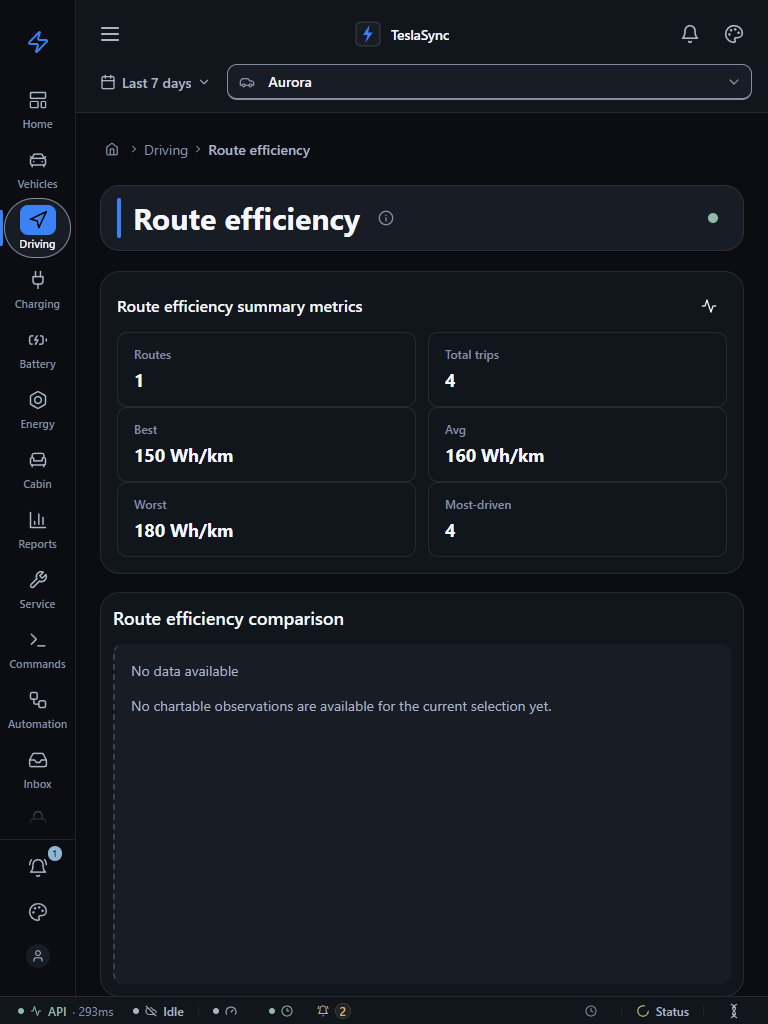 TeslaSync
Last 7 days
Aurora
Home
Vehicles
Driving
Charging
Battery
Energy
Cabin
Reports
Service
Commands
Automation
Inbox
1
Driving
Route efficiency
Route efficiency
Route efficiency summary metrics
Routes
1
Total trips
4
Best
150 Wh/km
Avg
160 Wh/km
Worst
180 Wh/km
Most-driven
4
Route efficiency comparison
No data available
No chartable observations are available for the current selection yet.
API · 293ms
Idle
2
Status